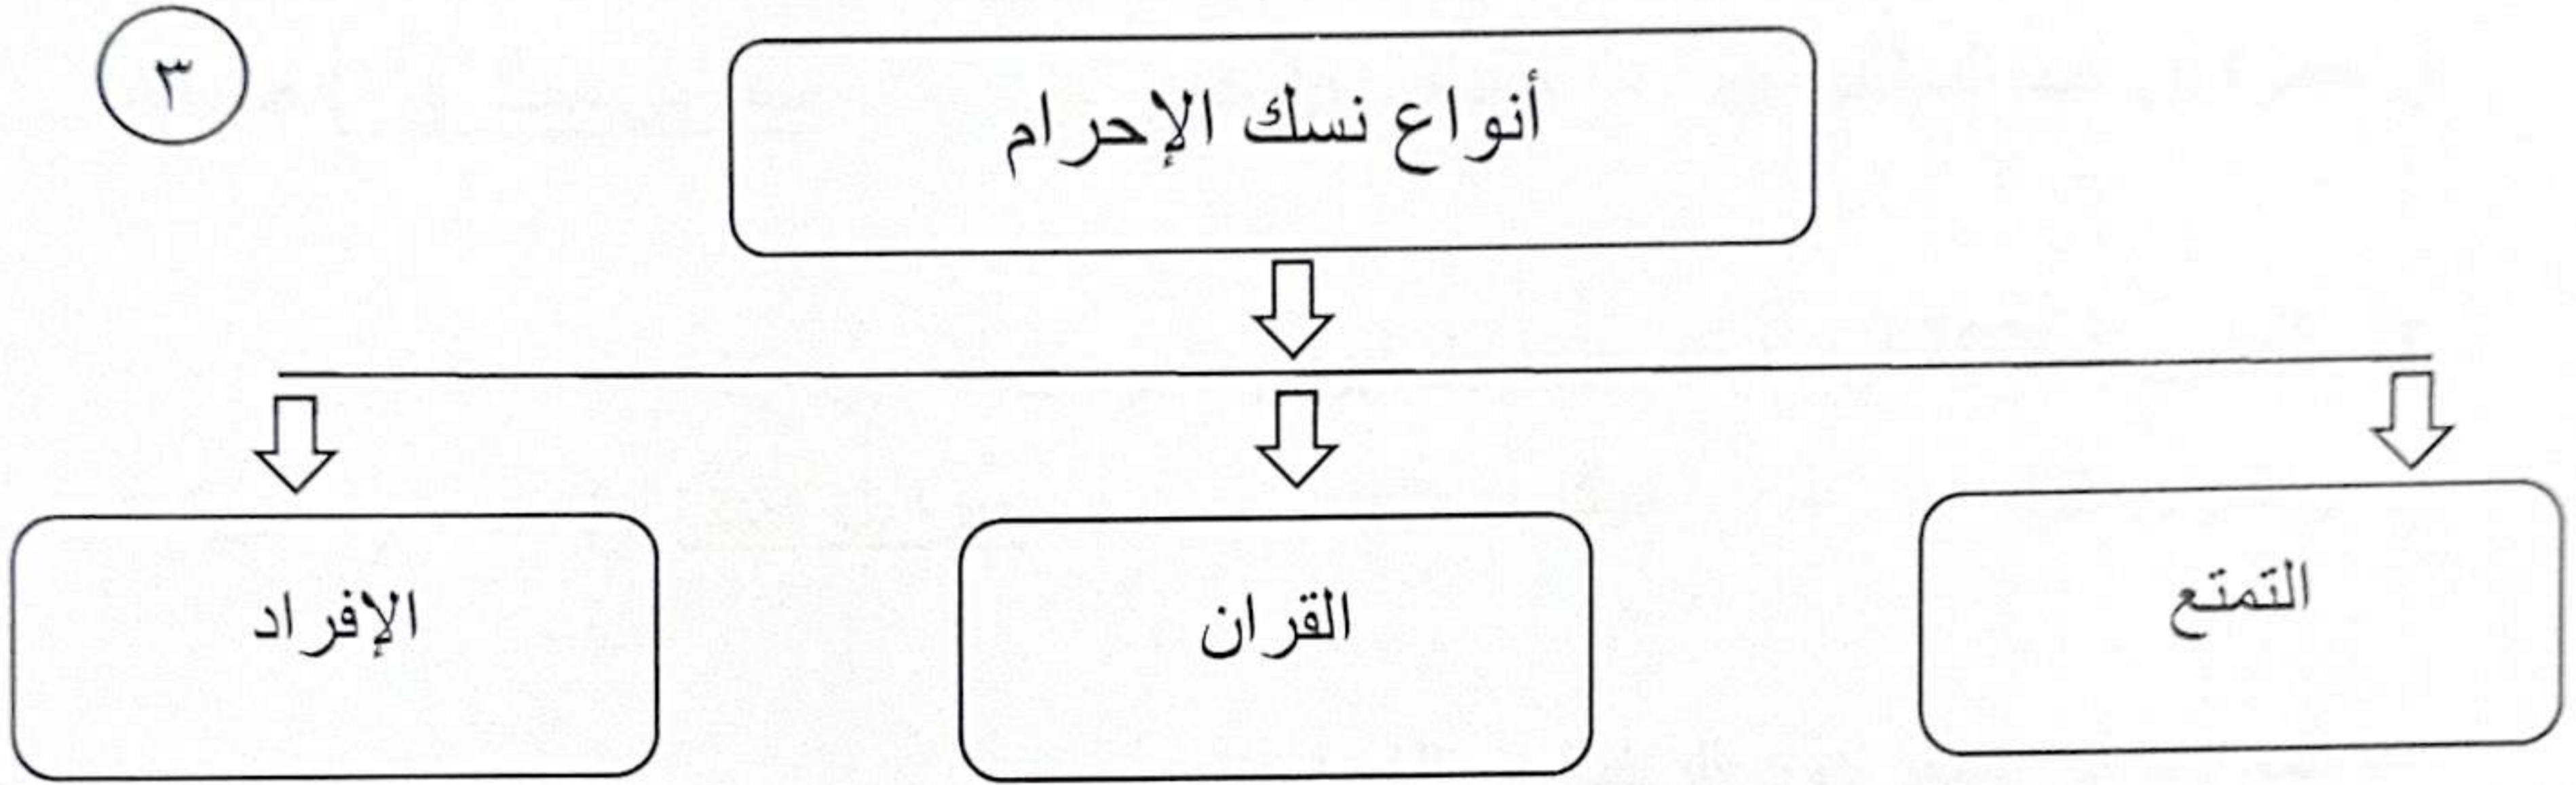 ٣
أنواع نسك الإحرام
التمتع
القران
الإفراد